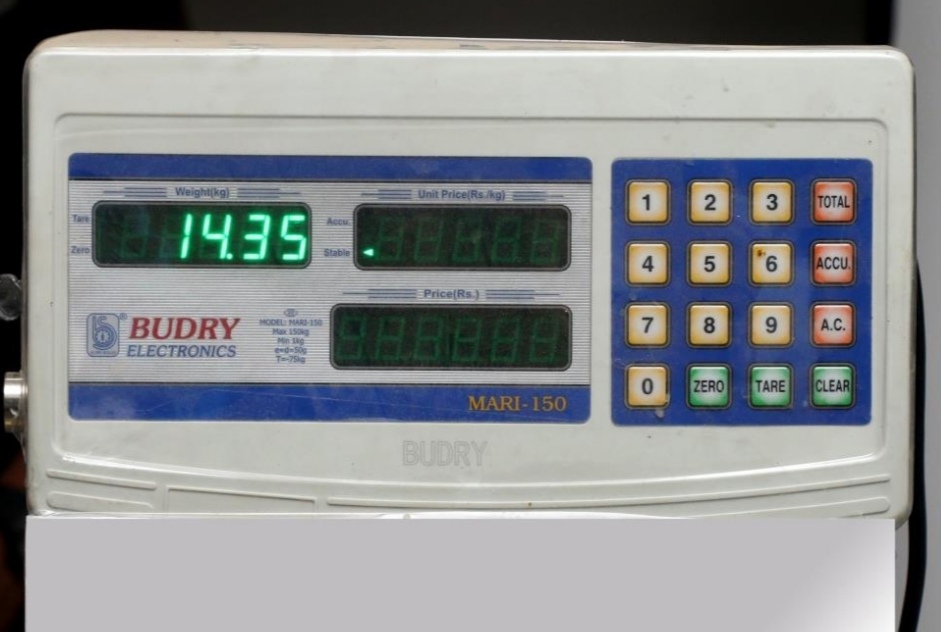 Weight(kg)
Unit Price(Rs./kg)
Tare
Zero
14.35
Accu.
Stable
Price(Rs.)
BUDRY
ELECTRONICS
MODEL: MARI-150
Max 150kg
Min 1kg
e=d=50g
T=-75kg
MARI-150
1 2 3 TOTAL
4 5 6 ACCU.
7 8 9 A.C.
0 ZERO TARE CLEAR
BUDRY